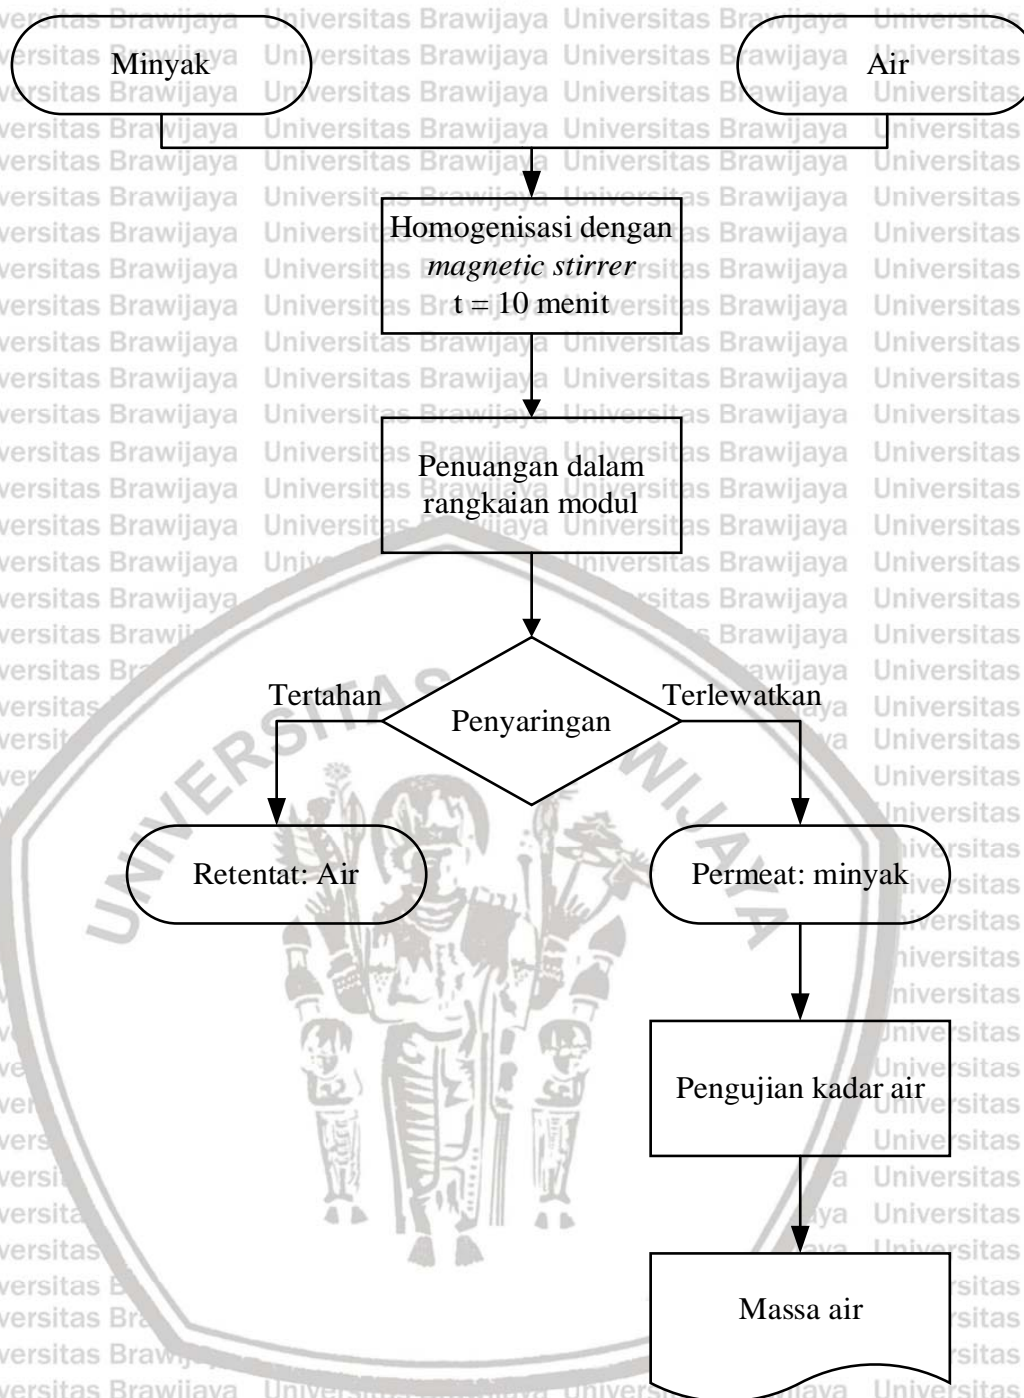 Minyak
Air
Homogenisasi dengan
magnetic stirrer
t = 10 menit
Penuangan dalam
rangkaian modul
Tertahan
Penyaringan
Terlewatkan
Retentat: Air
Permeat: minyak
Pengujian kadar air
Massa air